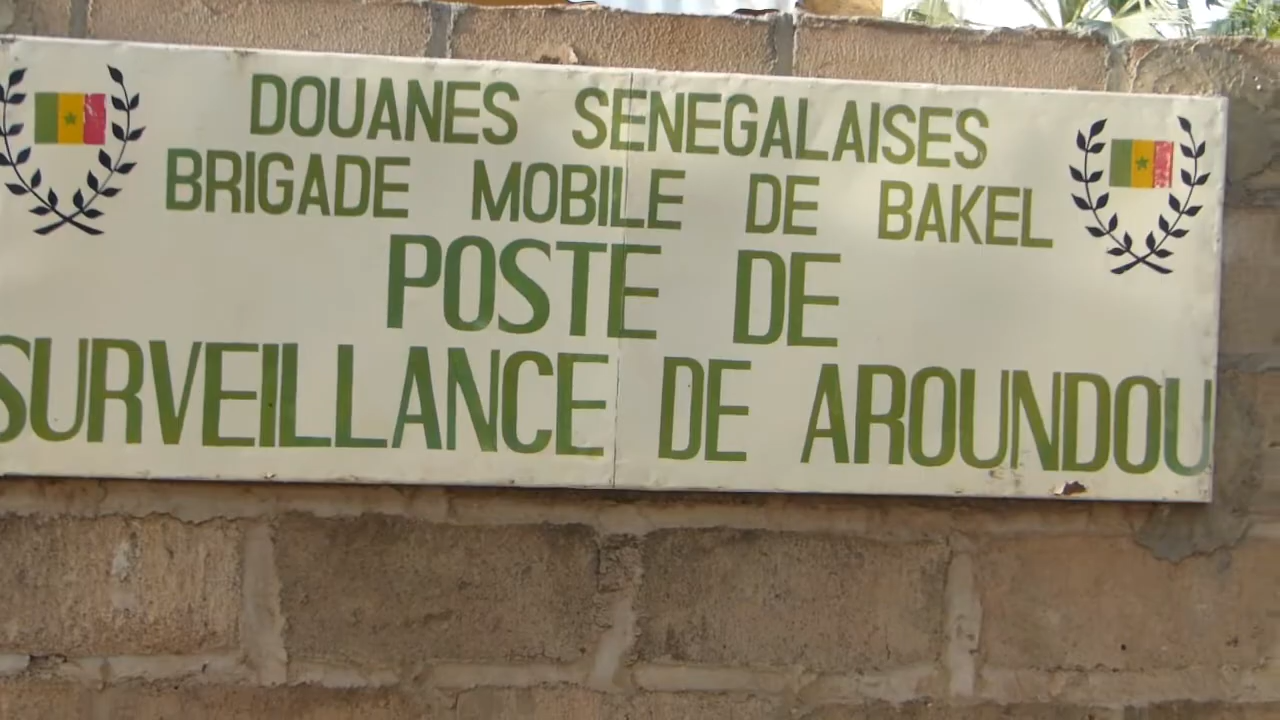 DOUANES SENEGALAISES
BRIGADE MOBILE DE BAKEL
POSTE DE
SURVEILLANCE DE AROUNDOU